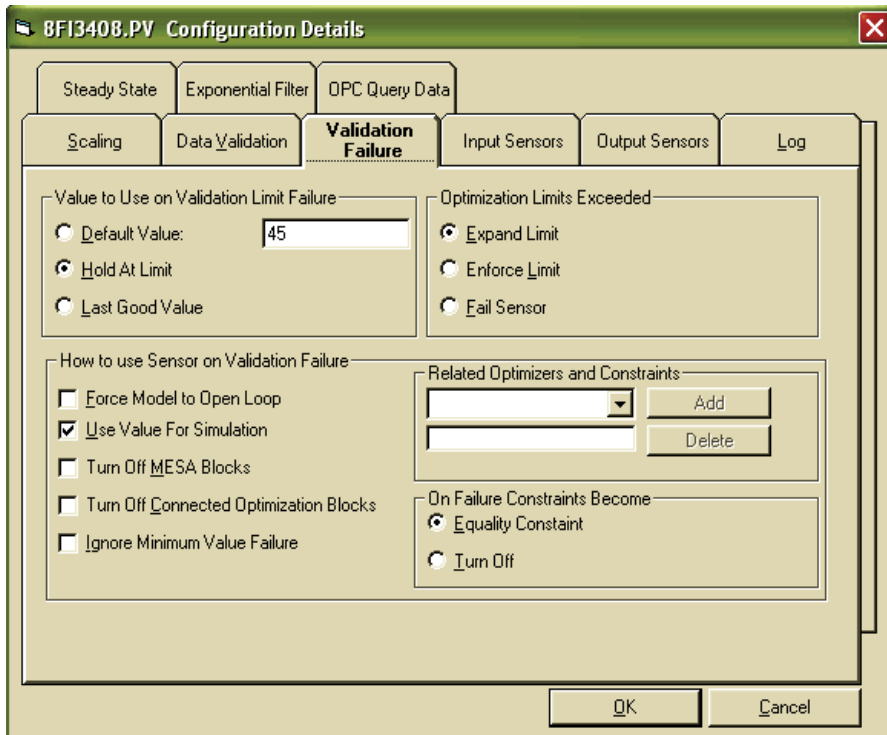 8FI3408.PV Configuration Details
Steady State
Exponential Filter
OPC Query Data
Scaling
Data Validation
Validation
Failure
Input Sensors
Output Sensors
Log
Value to Use on Validation Limit Failure
Default Value:
45
Hold At Limit
Last Good Value
Optimization Limits Exceeded
Expand Limit
Enforce Limit
Fail Sensor
How to use Sensor on Validation Failure
Force Model to Open Loop
Use Value For Simulation
Turn Off MESA Blocks
Turn Off Connected Optimization Blocks
Ignore Minimum Value Failure
Related Optimizers and Constraints
Add
Delete
On Failure Constraints Become
Equality Constaint
Turn Off
OK
Cancel